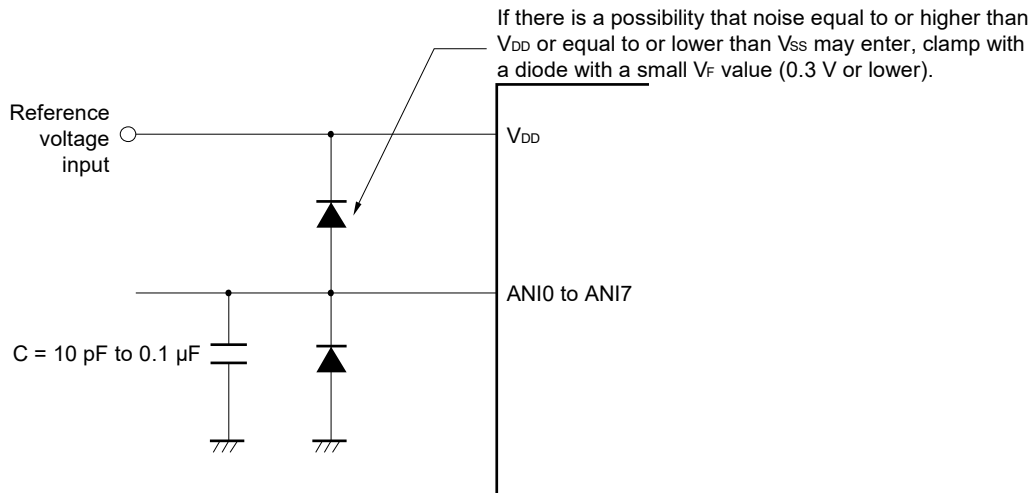 If there is a possibility that noise equal to or higher than
VDD or equal to or lower than VSS may enter, clamp with
a diode with a small VF value (0.3 V or lower).
Reference
voltage
input
VDD
ANI0 to ANI7
C = 10 pF to 0.1 µF